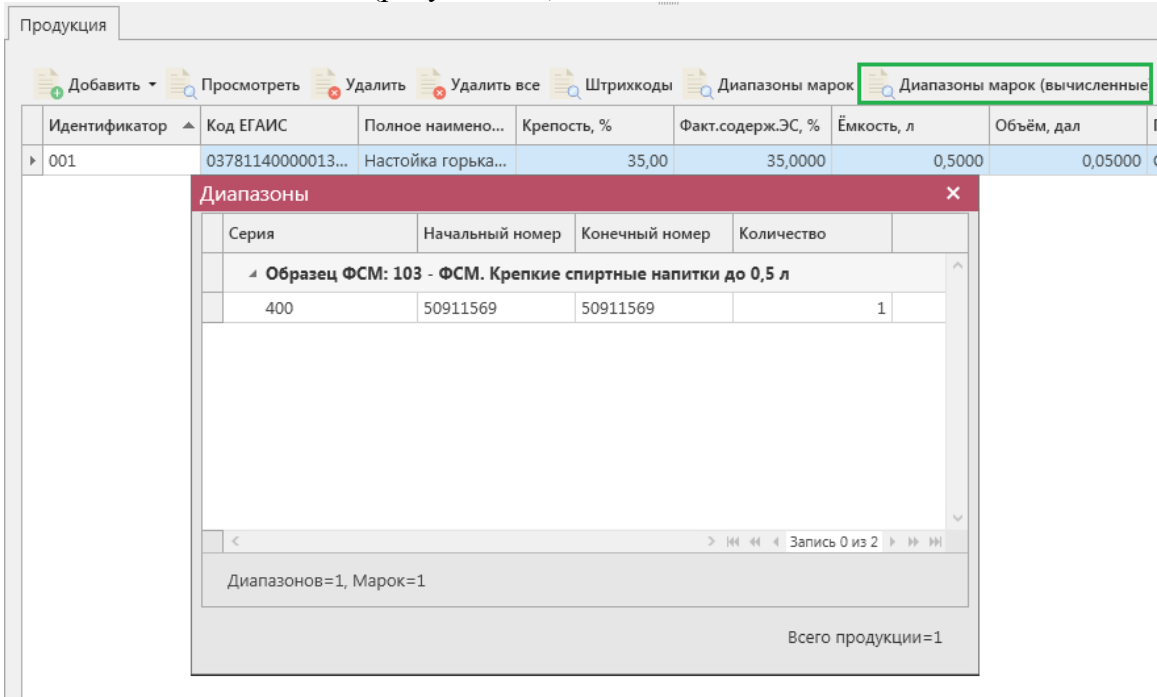 Продукция
Добавить Просмотреть Удалить Удалить все Штрихкоды Диапазоны марок Диапазоны марок (вычисленные
Идентификатор Код ЕГАИС Полное наимено... Крепость, % Факт.содерж.ЭС, % Ёмкость, л Объём, дал
001 03781140000013... Настойка горька... 35,00 35,0000 0,5000 0,05000
Диапазоны
Серия Начальный номер Конечный номер Количество
Образец ФСМ: 103 - ФСМ. Крепкие спиртные напитки до 0,5 л
400 50911569 50911569 1
Запись 0 из 2
Диапазонов=1, Марок=1
Всего продукции=1